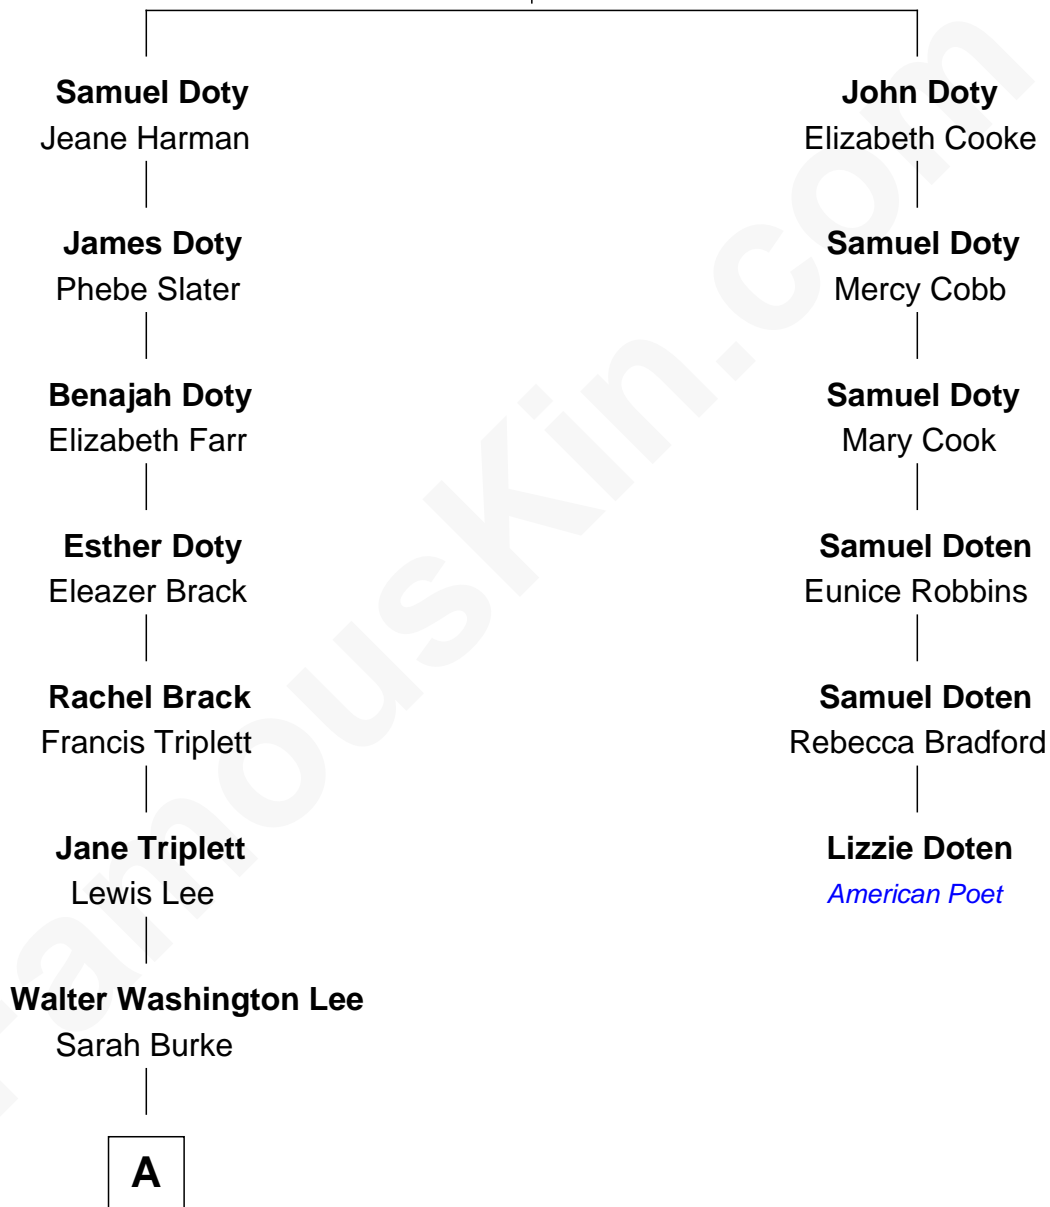 Samuel Doty
Jeane Harman
James Doty
Phebe Slater
Benajah Doty
Elizabeth Farr
Esther Doty
Eleazer Brack
Rachel Brack
Francis Triplett
Jane Triplett
Lewis Lee
Walter Washington Lee
Sarah Burke
A
John Doty
Elizabeth Cooke
Samuel Doty
Mercy Cobb
Samuel Doty
Mary Cook
Samuel Doten
Eunice Robbins
Samuel Doten
Rebecca Bradford
Lizzie Doten
American Poet
FamousKin.com